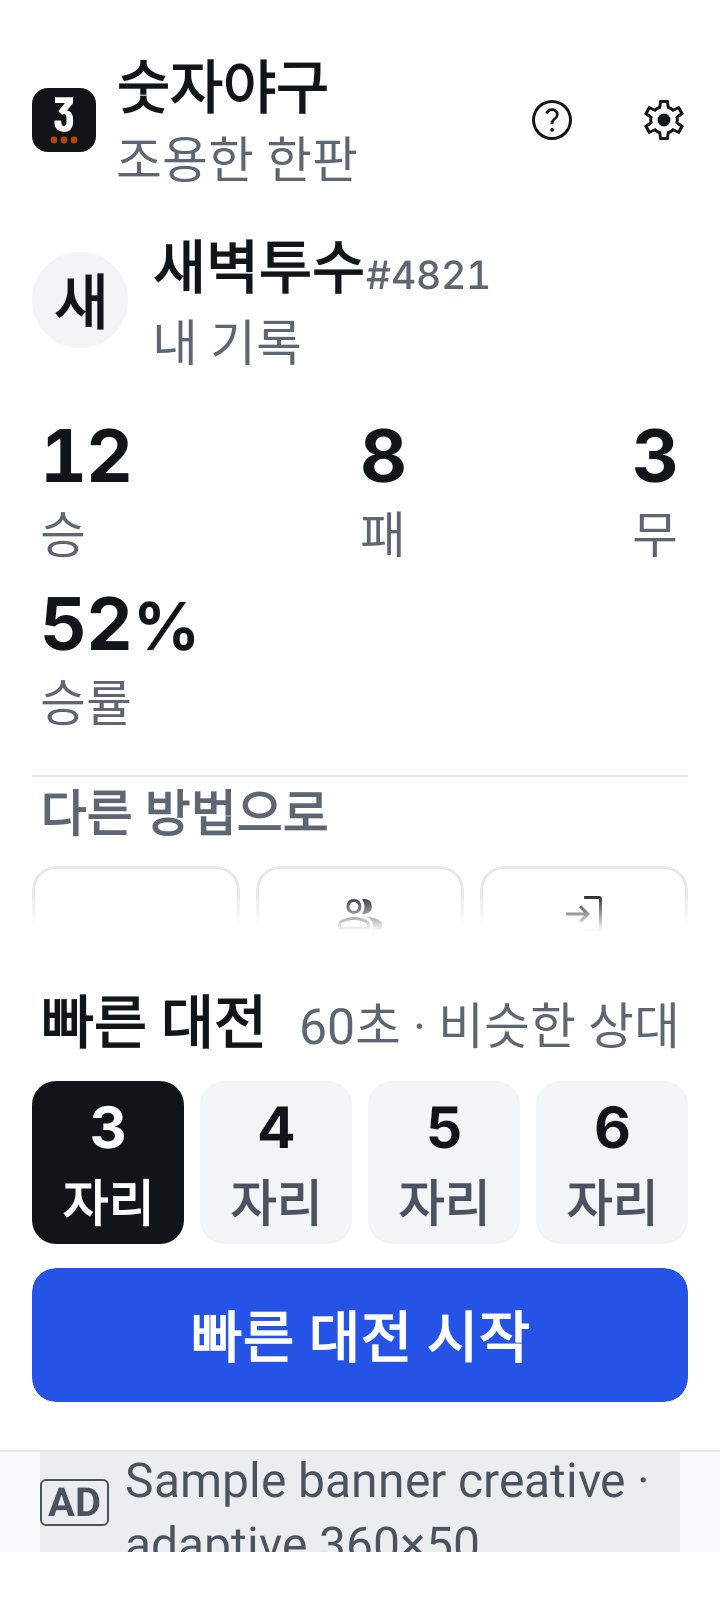 3
숫자야구
조용한 한판
새
새벽투수#4821
내 기록
12 8 3
승 패 무
52%
승률
다른 방법으로
빠른 대전 60초 · 비슷한 상대
3 4 5 6
자리 자리 자리 자리
빠른 대전 시작
AD Sample banner creative ·
adaptive 360×50